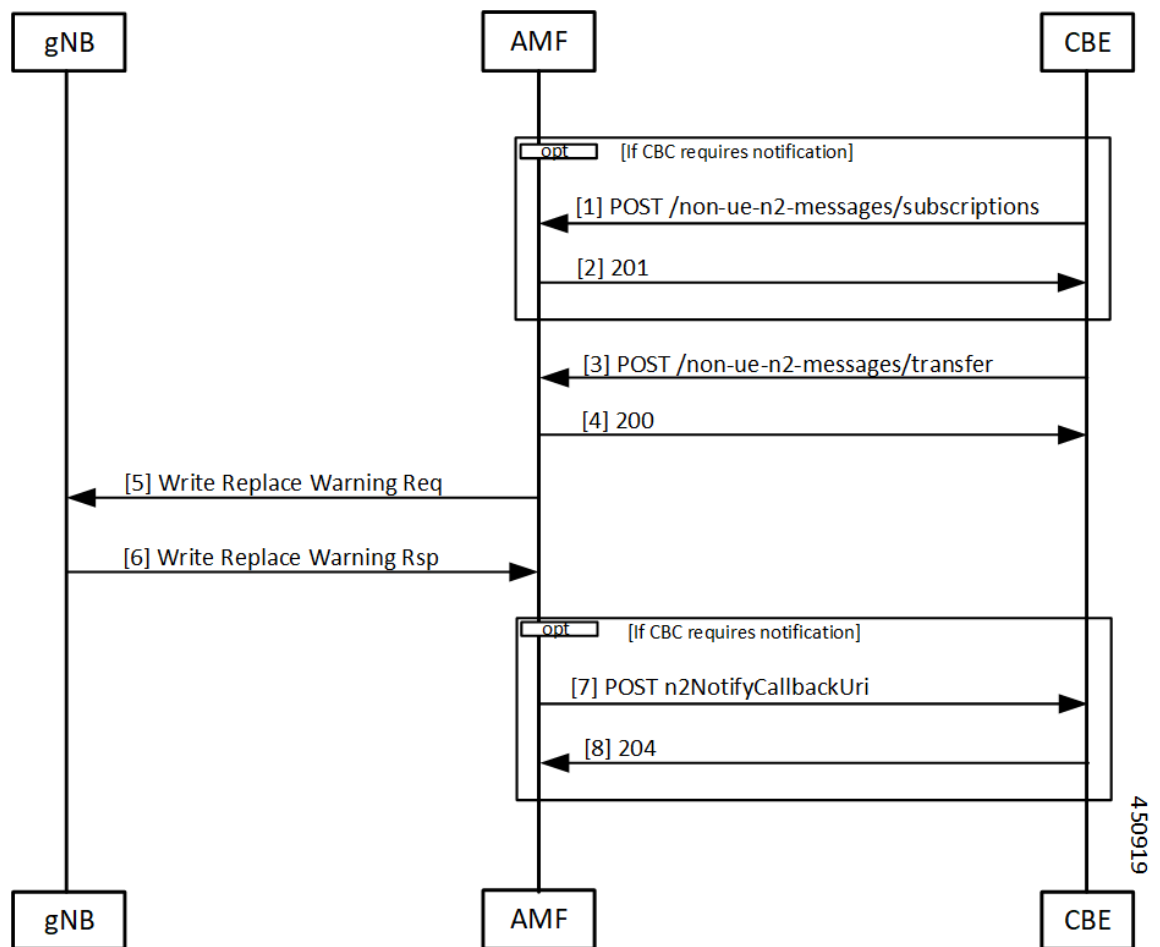 gNB
AMF
CBE
opt
[If CBC requires notification]
[1] POST /non-ue-n2-messages/subscriptions
[2] 201
[3] POST /non-ue-n2-messages/transfer
[4] 200
[5] Write Replace Warning Req
[6] Write Replace Warning Rsp
opt
[If CBC requires notification]
[7] POST n2NotifyCallbackUri
[8] 204
450919
gNB
AMF
CBE